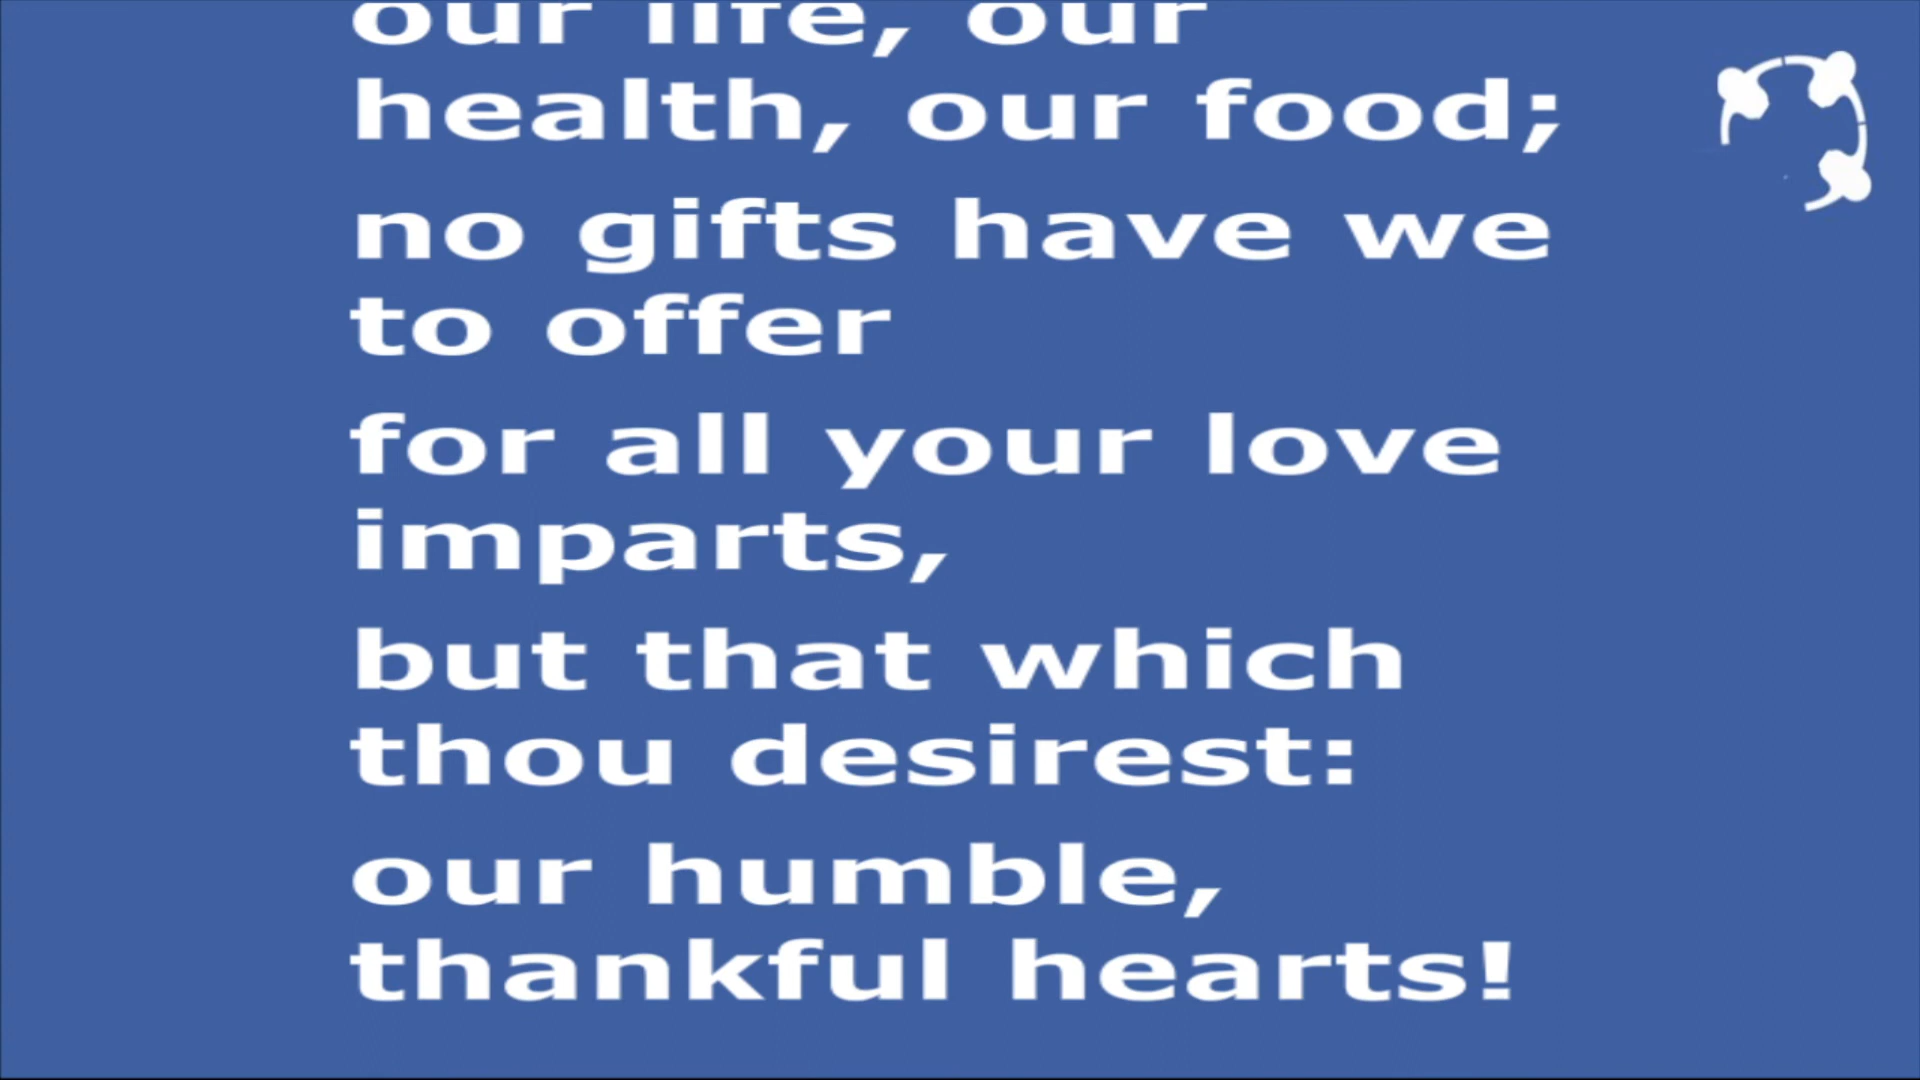 our life, our
health, our food;
no gifts have we
to offer
for all your love
imparts,
but that which
thou desirest:
our humble,
thankful hearts!